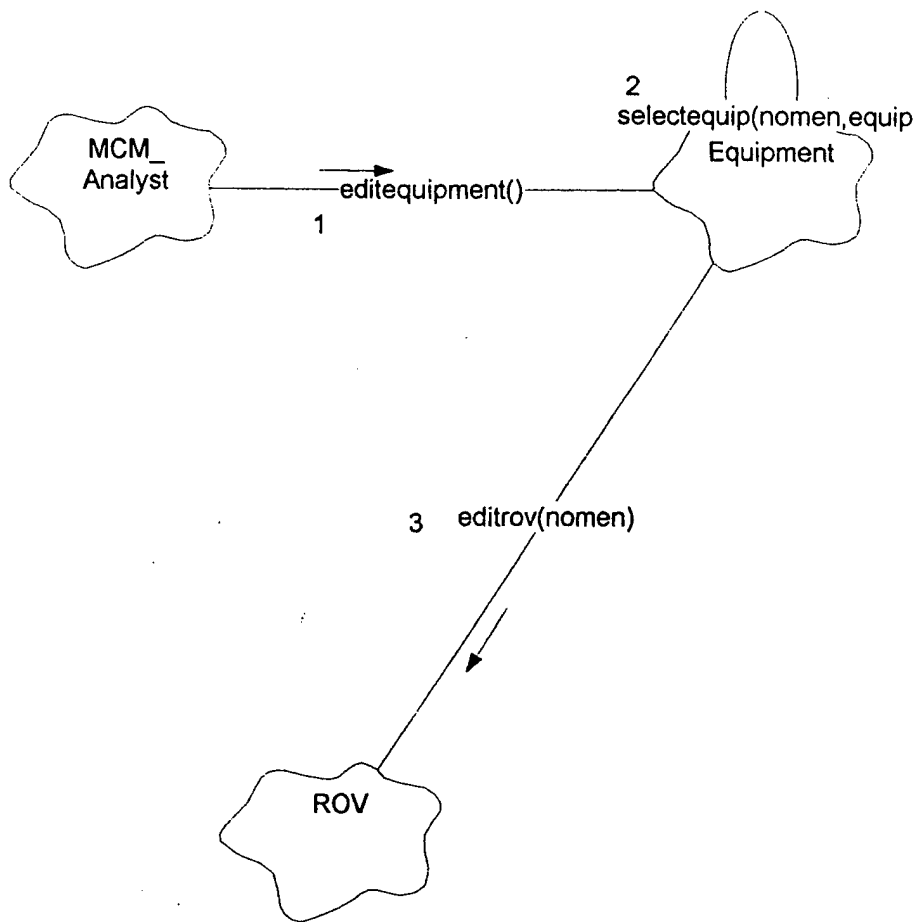 2
selectequip(nomen,equip
MCM_
Analyst
Equipment
editequipment()
1
3 editrov(nomen)
ROV